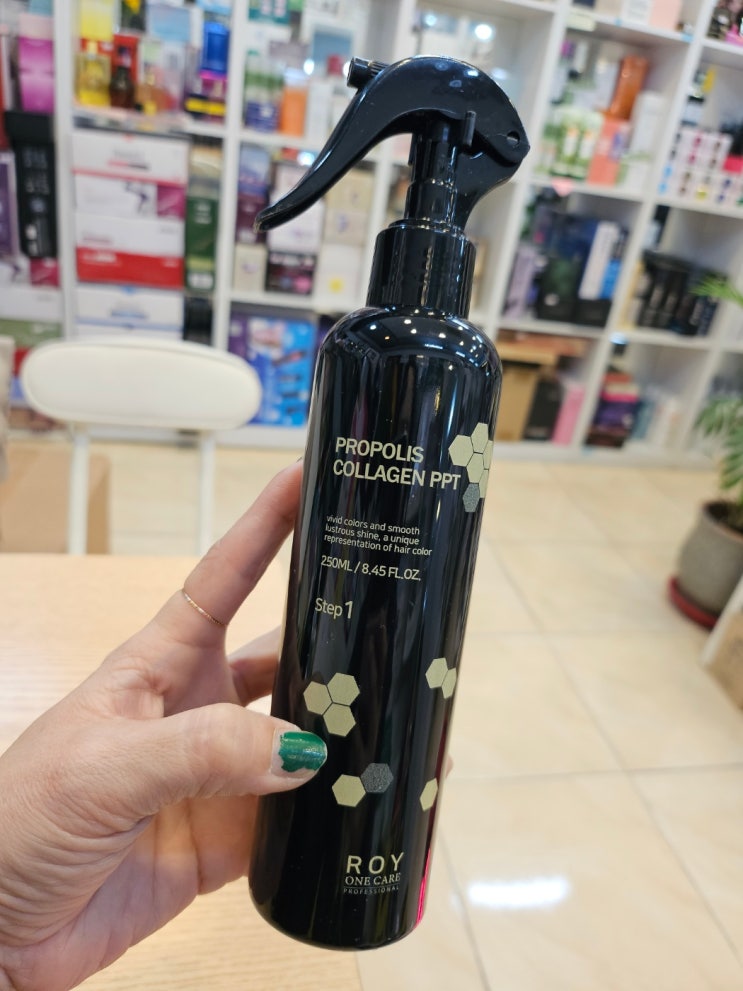 PROPOLIS
COLLAGEN PPT
vivid colors and smooth
lustrous shine, a unique
representation of hair color
250ML / 8.45 FL.OZ.
Step 1
ROY
ONE CARE
PROFESSIONAL